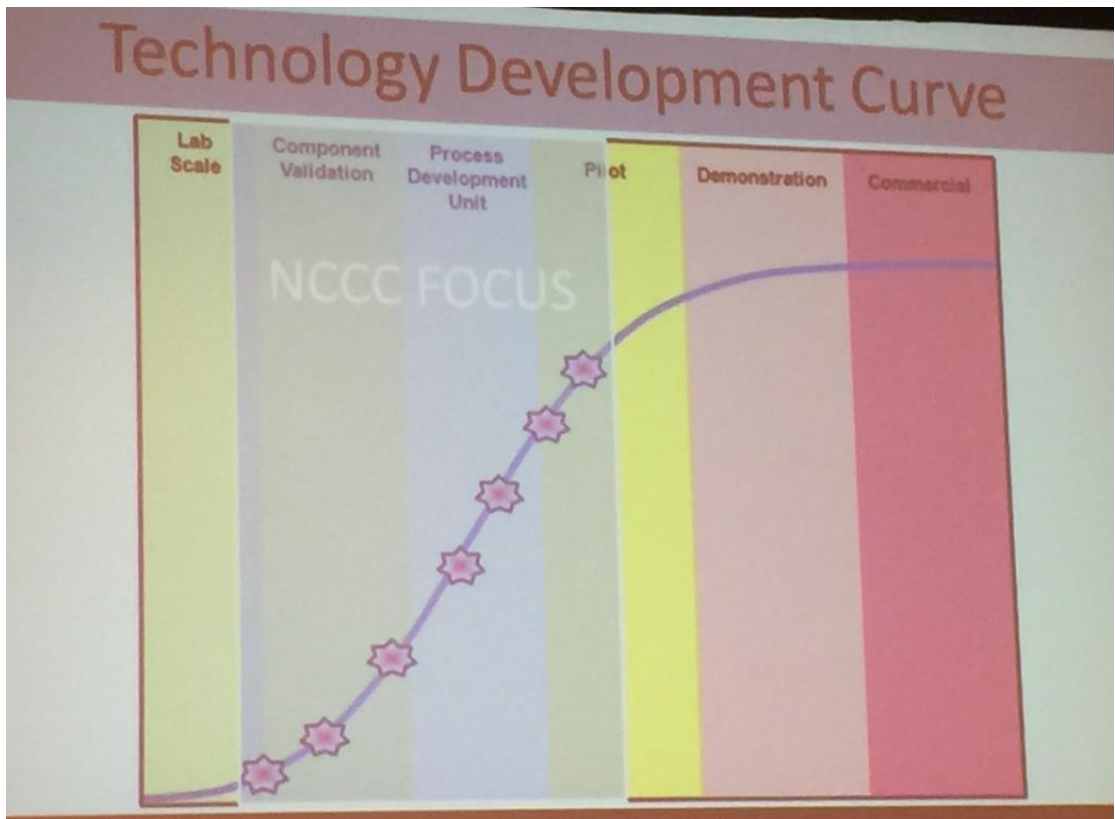 Technology Development Curve
Lab
Scale
Component
Validation
Process
Development
Unit
Pilot
Demonstration
Commercial
NCCC FOCUS